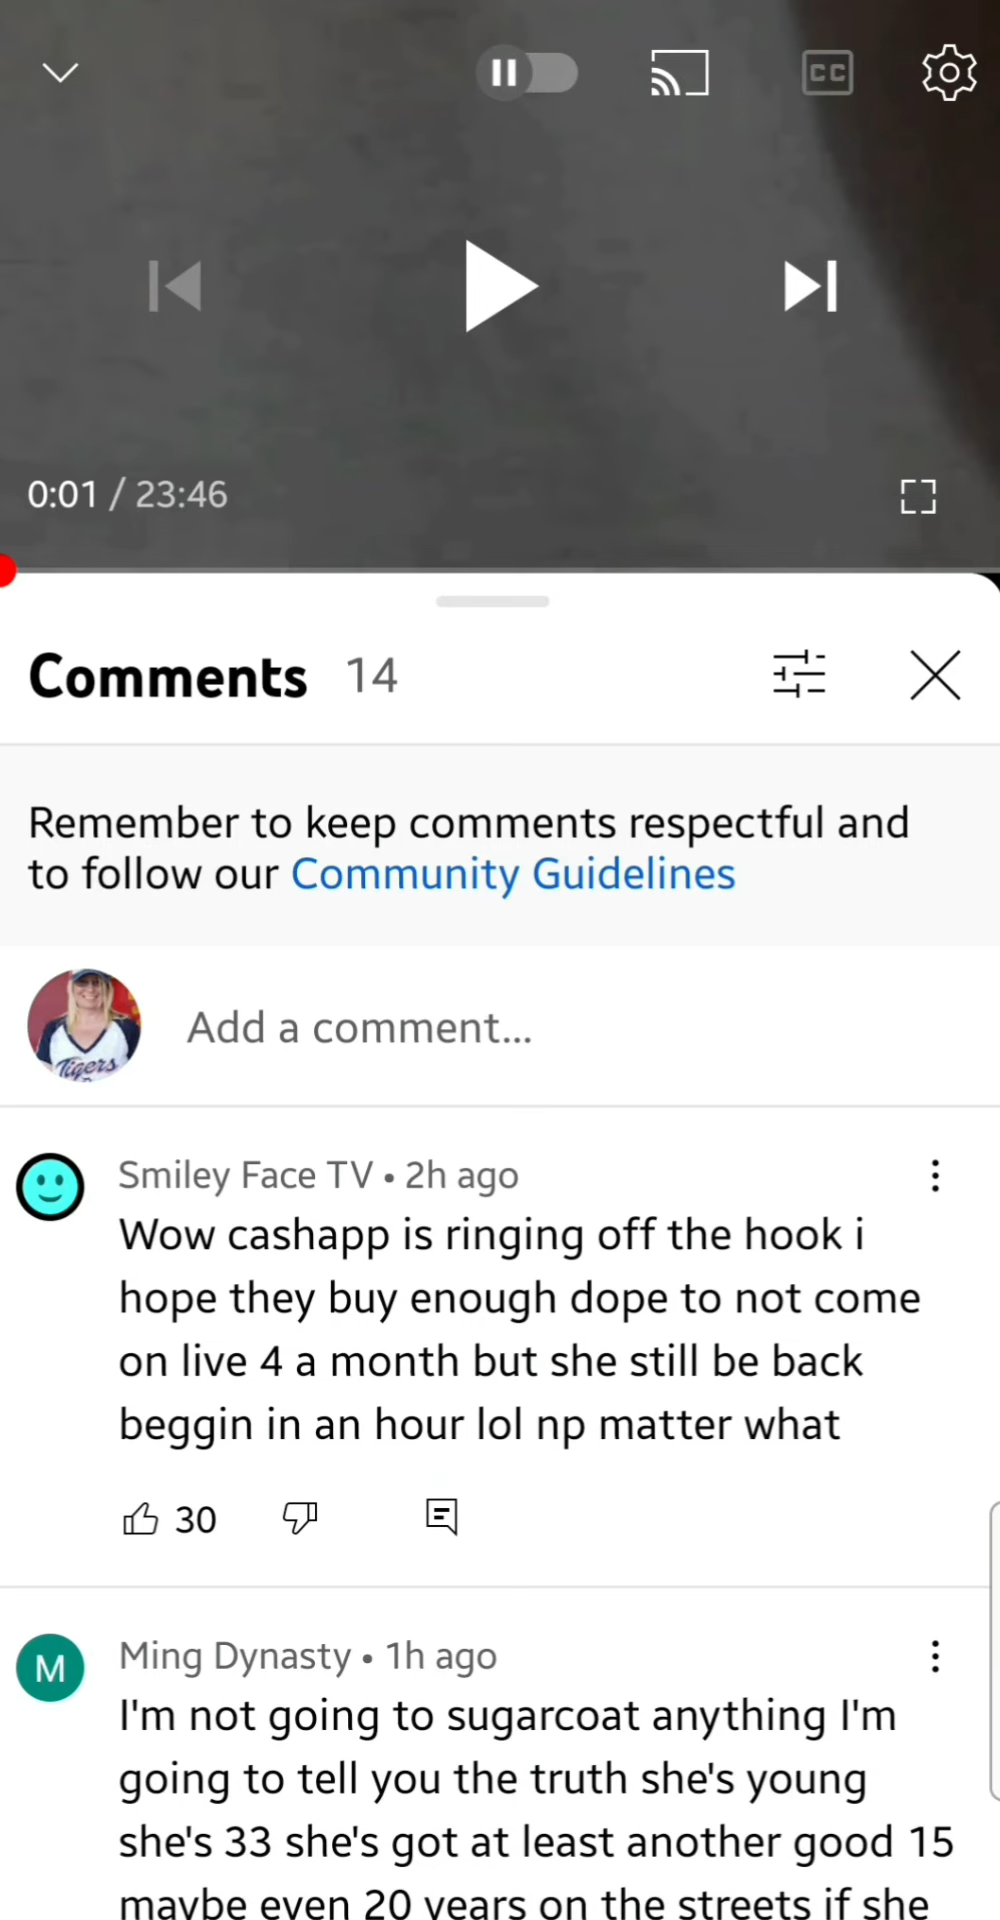 CC
0:01 / 23:46
Comments 14
Remember to keep comments respectful and
to follow our Community Guidelines
Tigers
Add a comment...
Smiley Face TV • 2h ago
Wow cashapp is ringing off the hook i
hope they buy enough dope to not come
on live 4 a month but she still be back
beggin in an hour lol np matter what
30
M
Ming Dynasty • 1h ago
I'm not going to sugarcoat anything I'm
going to tell you the truth she's young
she's 33 she's got at least another good 15
maybe even 20 years on the streets if she